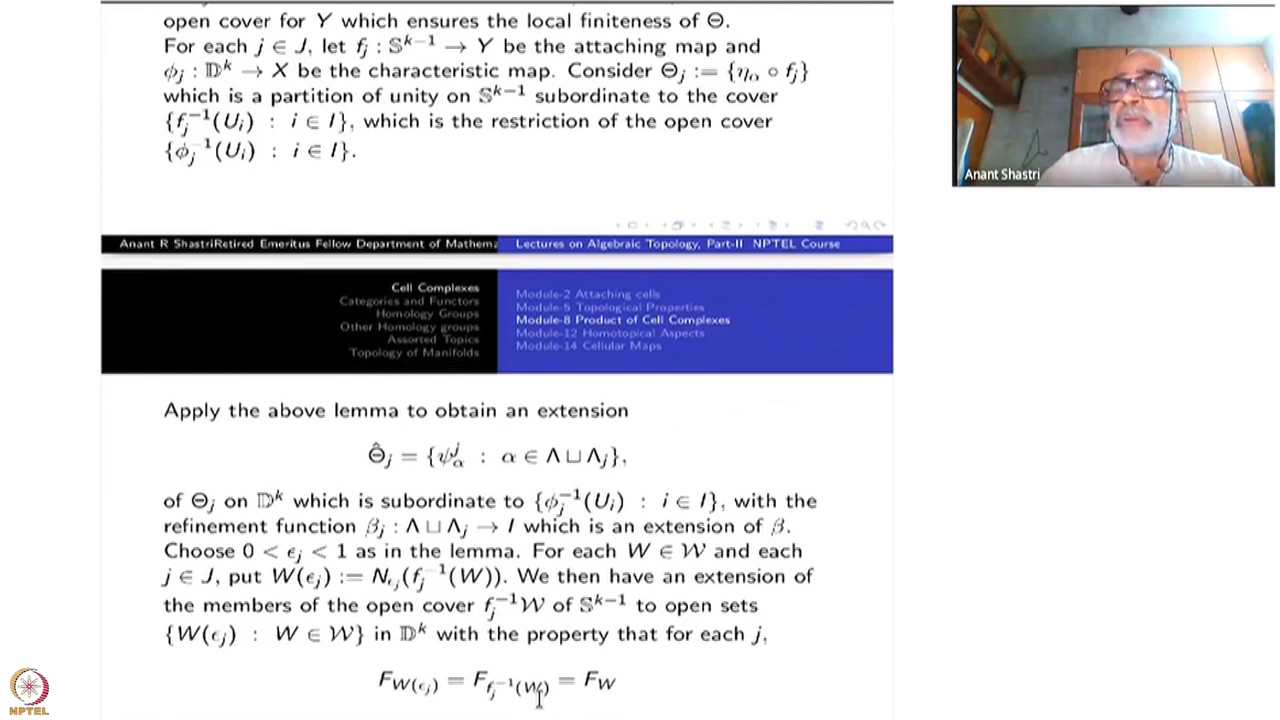 open cover for Y which ensures the local finiteness of Θ.
For each j ∈ J, let f_j : 𝕊^{k−1} → Y be the attaching map and
ϕ_j : 𝔻^k → X be the characteristic map. Consider Θ_j := {η_α ∘ f_j}
which is a partition of unity on 𝕊^{k−1} subordinate to the cover
{f_j^{−1}(U_i) : i ∈ I}, which is the restriction of the open cover
{ϕ_j^{−1}(U_i) : i ∈ I}.
Anant Shastri
Anant R ShastriRetired Emeritus Fellow Department of Mathema
Lectures on Algebraic Topology, Part-II NPTEL Course
Cell Complexes
Categories and Functors
Homology Groups
Other Homology groups
Assorted Topics
Topology of Manifolds
Module-2 Attaching cells
Module-5 Topological Properties
Module-8 Product of Cell Complexes
Module-12 Homotopical Aspects
Module-14 Cellular Maps
Apply the above lemma to obtain an extension
Θ̂_j = {ψ_α^j : α ∈ Λ ⊔ Λ_j},
of Θ_j on 𝔻^k which is subordinate to {ϕ_j^{−1}(U_i) : i ∈ I}, with the
refinement function β_j : Λ ⊔ Λ_j → I which is an extension of β.
Choose 0 < ϵ_j < 1 as in the lemma. For each W ∈ 𝒲 and each
j ∈ J, put W(ϵ_j) := N_{ϵ_j}(f_j^{−1}(W)). We then have an extension of
the members of the open cover f_j^{−1}𝒲 of 𝕊^{k−1} to open sets
{W(ϵ_j) : W ∈ 𝒲} in 𝔻^k with the property that for each j,
F_{W(ϵ_j)} = F_{f_j^{−1}(W)} = F_W
NPTEL